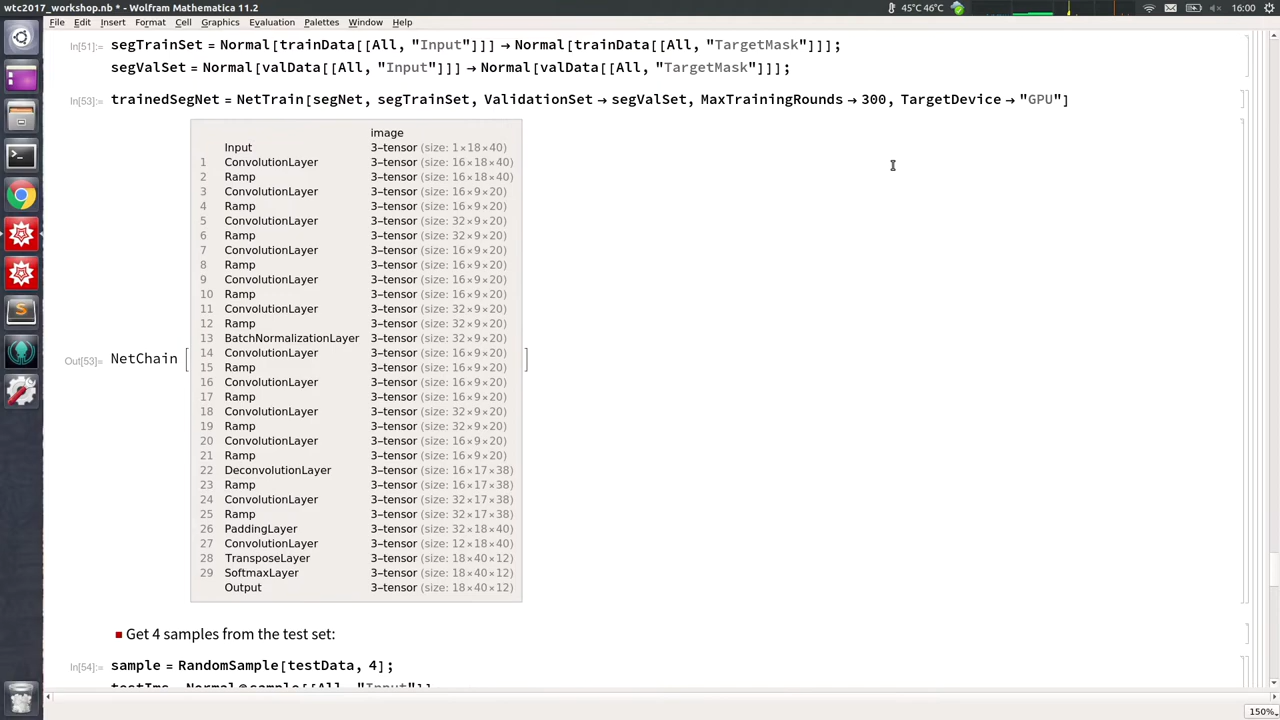 wtc2017_workshop.nb * - Wolfram Mathematica 11.2
45°C 46°C
16:00
File Edit Insert Format Cell Graphics Evaluation Palettes Window Help
In[51]:= segTrainSet = Normal[trainData[[All, "Input"]]] → Normal[trainData[[All, "TargetMask"]]];
segValSet = Normal[valData[[All, "Input"]]] → Normal[valData[[All, "TargetMask"]]];
In[53]:= trainedSegNet = NetTrain[segNet, segTrainSet, ValidationSet → segValSet, MaxTrainingRounds → 300, TargetDevice → "GPU"]
image
Input 3-tensor (size: 1×18×40)
1 ConvolutionLayer 3-tensor (size: 16×18×40)
2 Ramp 3-tensor (size: 16×18×40)
3 ConvolutionLayer 3-tensor (size: 16×9×20)
4 Ramp 3-tensor (size: 16×9×20)
5 ConvolutionLayer 3-tensor (size: 32×9×20)
6 Ramp 3-tensor (size: 32×9×20)
7 ConvolutionLayer 3-tensor (size: 16×9×20)
8 Ramp 3-tensor (size: 16×9×20)
9 ConvolutionLayer 3-tensor (size: 16×9×20)
10 Ramp 3-tensor (size: 16×9×20)
11 ConvolutionLayer 3-tensor (size: 32×9×20)
12 Ramp 3-tensor (size: 32×9×20)
13 BatchNormalizationLayer 3-tensor (size: 32×9×20)
14 ConvolutionLayer 3-tensor (size: 16×9×20)
Out[53]= NetChain [ ]
15 Ramp 3-tensor (size: 16×9×20)
16 ConvolutionLayer 3-tensor (size: 16×9×20)
17 Ramp 3-tensor (size: 16×9×20)
18 ConvolutionLayer 3-tensor (size: 32×9×20)
19 Ramp 3-tensor (size: 32×9×20)
20 ConvolutionLayer 3-tensor (size: 16×9×20)
21 Ramp 3-tensor (size: 16×9×20)
22 DeconvolutionLayer 3-tensor (size: 16×17×38)
23 Ramp 3-tensor (size: 16×17×38)
24 ConvolutionLayer 3-tensor (size: 32×17×38)
25 Ramp 3-tensor (size: 32×17×38)
26 PaddingLayer 3-tensor (size: 32×18×40)
27 ConvolutionLayer 3-tensor (size: 12×18×40)
28 TransposeLayer 3-tensor (size: 18×40×12)
29 SoftmaxLayer 3-tensor (size: 18×40×12)
Output 3-tensor (size: 18×40×12)
Get 4 samples from the test set:
In[54]:= sample = RandomSample[testData, 4];
testIms = Normal@sample[[All, "Input"]]
150%